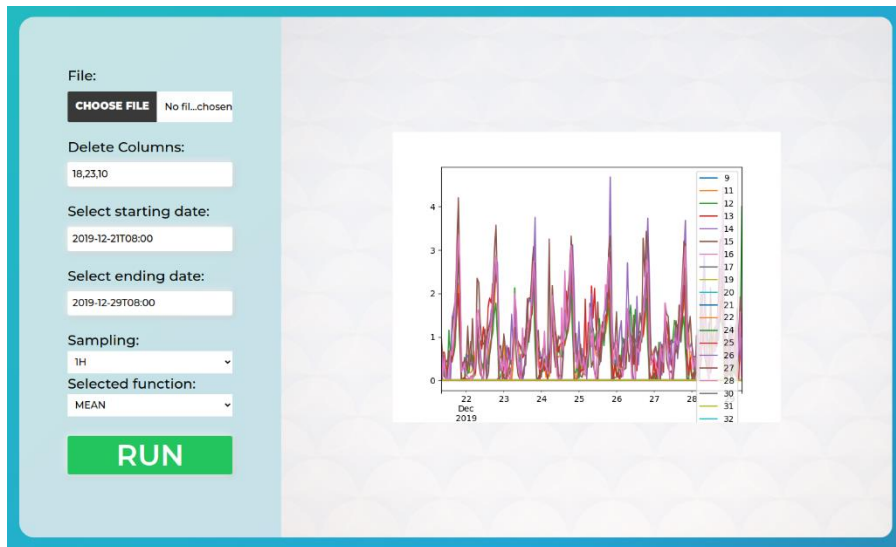 File:
CHOOSE FILE No fil...chosen
Delete Columns:
18,23,10
Select starting date:
2019-12-21T08:00
Select ending date:
2019-12-29T08:00
Sampling:
1H
Selected function:
MEAN
RUN
4
3
2
1
0
22 23 24 25 26 27 28
Dec
2019
9
11
12
13
14
15
16
17
19
20
21
22
24
25
26
27
28
30
31
32